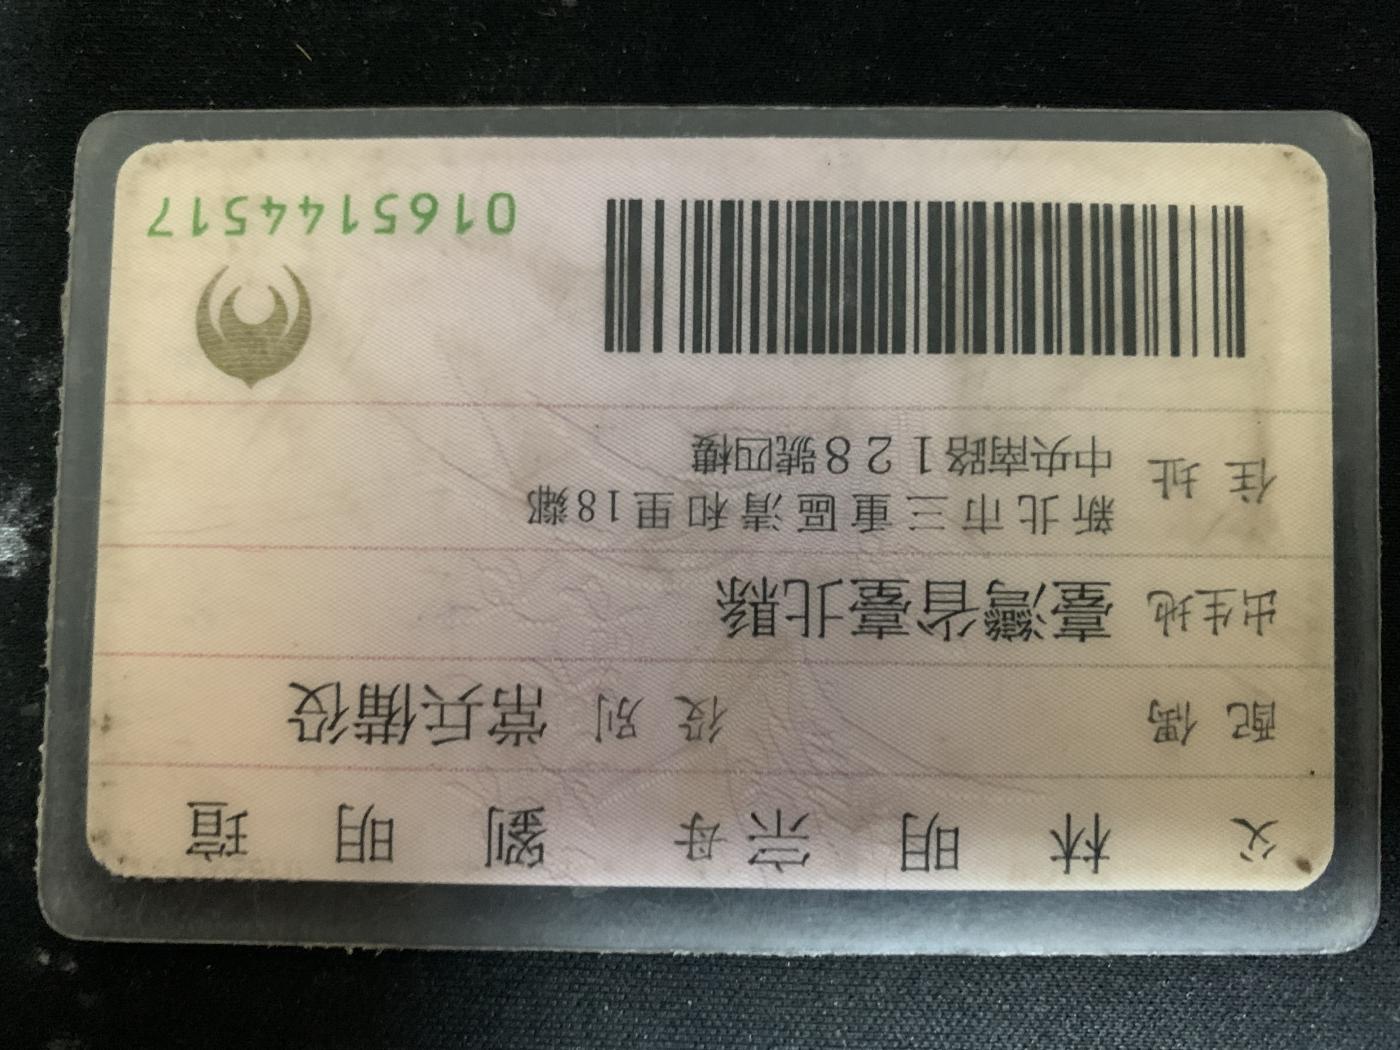 父 林明宗 母 劉明瑄
配偶 役別 常兵備役
出生地 臺灣省臺北縣
住址 新北市三重區清和里18鄰
中央南路128號四樓
0165144517